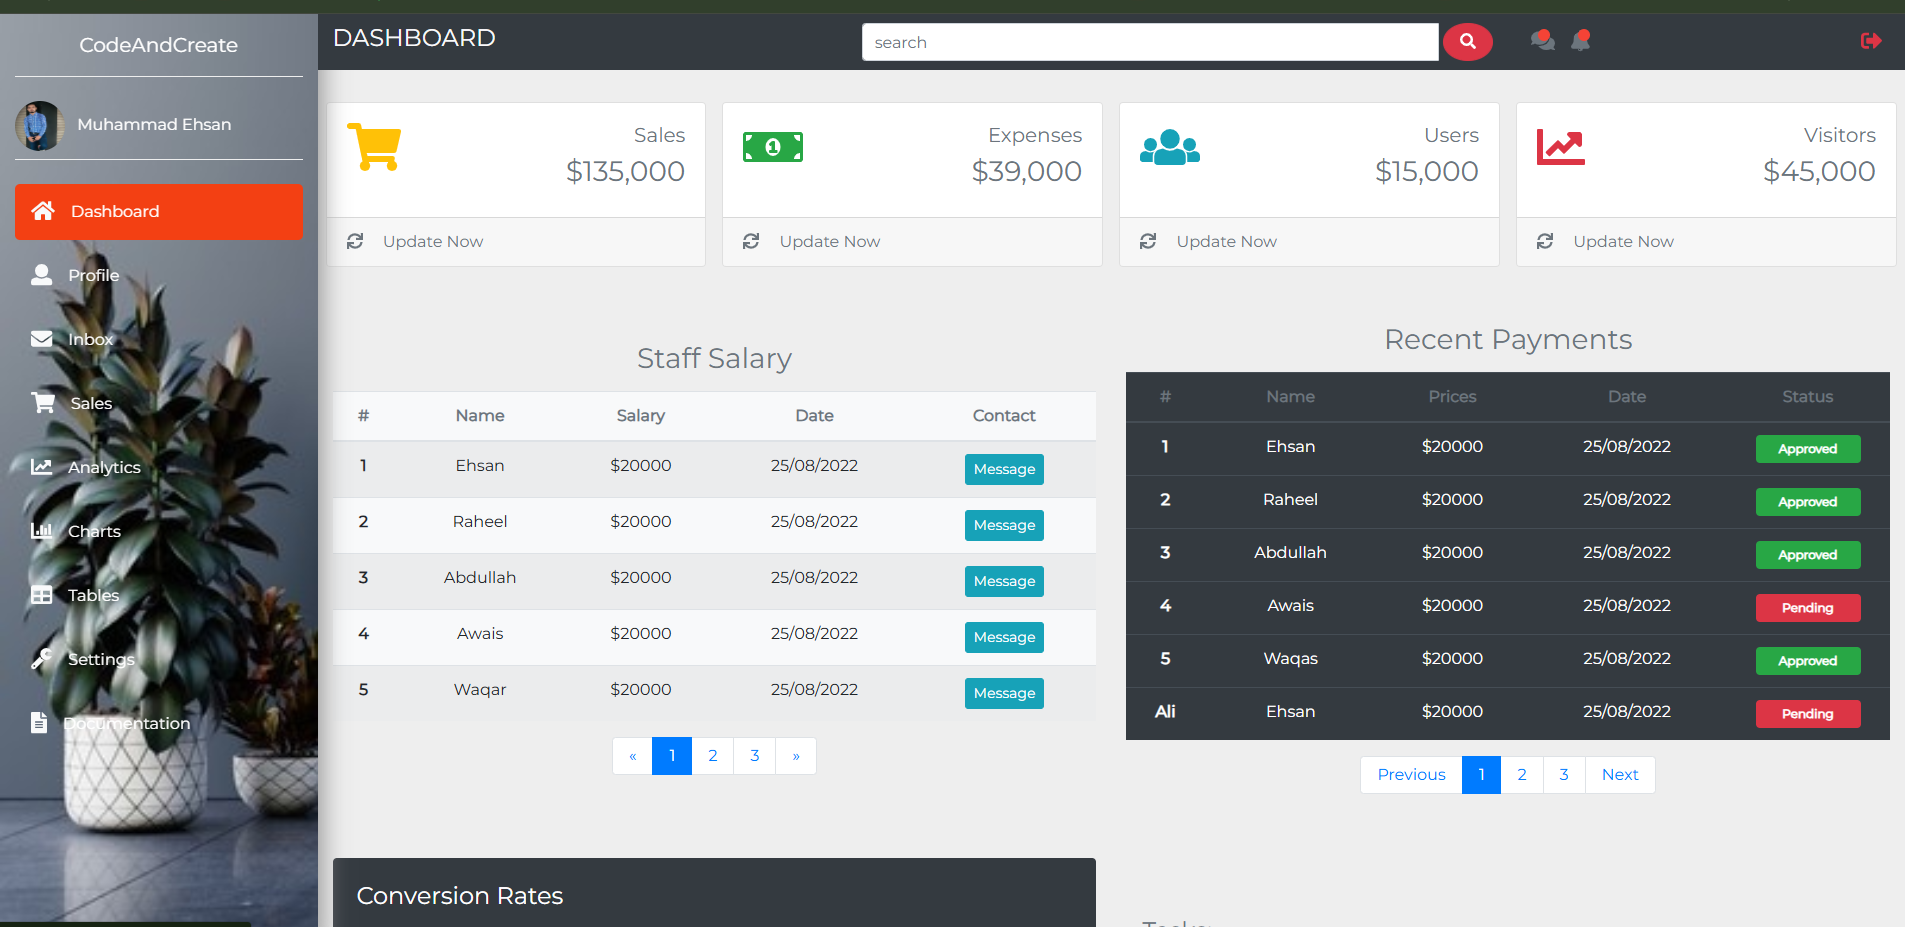 CodeAndCreate
Muhammad Ehsan
Dashboard
Profile
Inbox
Sales
Analytics
Charts
Tables
Settings
Documentation
DASHBOARD
search
Sales
$135,000
Update Now
Expenses
$39,000
Update Now
Users
$15,000
Update Now
Visitors
$45,000
Update Now
Staff Salary
# Name Salary Date Contact
1 Ehsan $20000 25/08/2022 Message
2 Raheel $20000 25/08/2022 Message
3 Abdullah $20000 25/08/2022 Message
4 Awais $20000 25/08/2022 Message
5 Waqar $20000 25/08/2022 Message
« 1 2 3 »
Recent Payments
# Name Prices Date Status
1 Ehsan $20000 25/08/2022 Approved
2 Raheel $20000 25/08/2022 Approved
3 Abdullah $20000 25/08/2022 Approved
4 Awais $20000 25/08/2022 Pending
5 Waqas $20000 25/08/2022 Approved
Ali Ehsan $20000 25/08/2022 Pending
Previous 1 2 3 Next
Conversion Rates